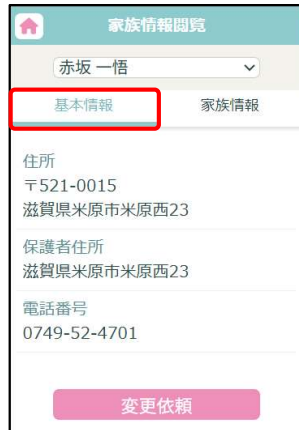 家族情報閲覧
赤坂 一悟
基本情報 家族情報
住所
〒521-0015
滋賀県米原市米原西23
保護者住所
滋賀県米原市米原西23
電話番号
0749-52-4701
変更依頼